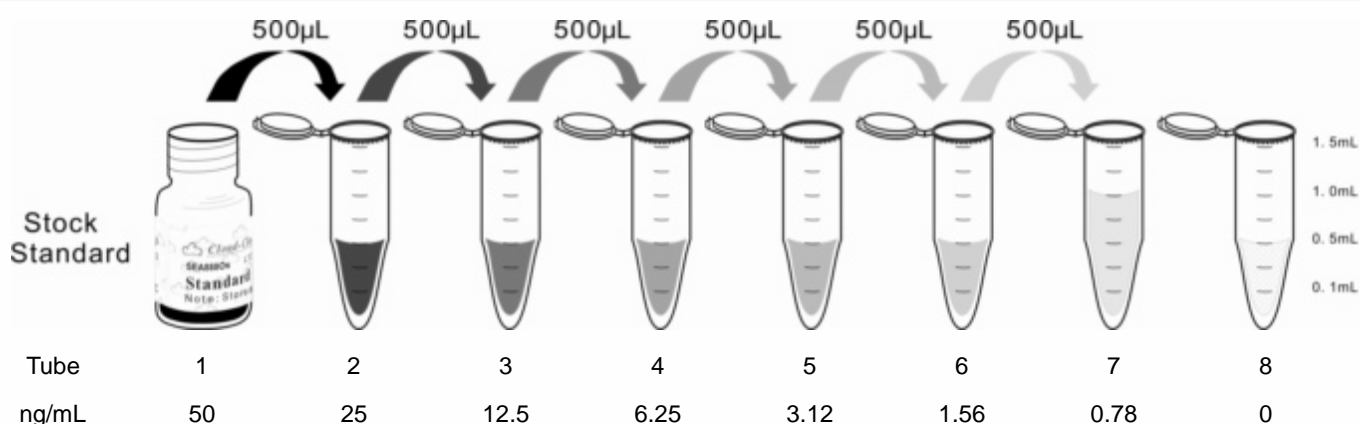 500μL 500μL 500μL 500μL 500μL 500μL
1.5mL
1.0mL
Stock
Standard
0.5mL
Standard
0.1mL
Tube 1 2 3 4 5 6 7 8
ng/mL 50 25 12.5 6.25 3.12 1.56 0.78 0